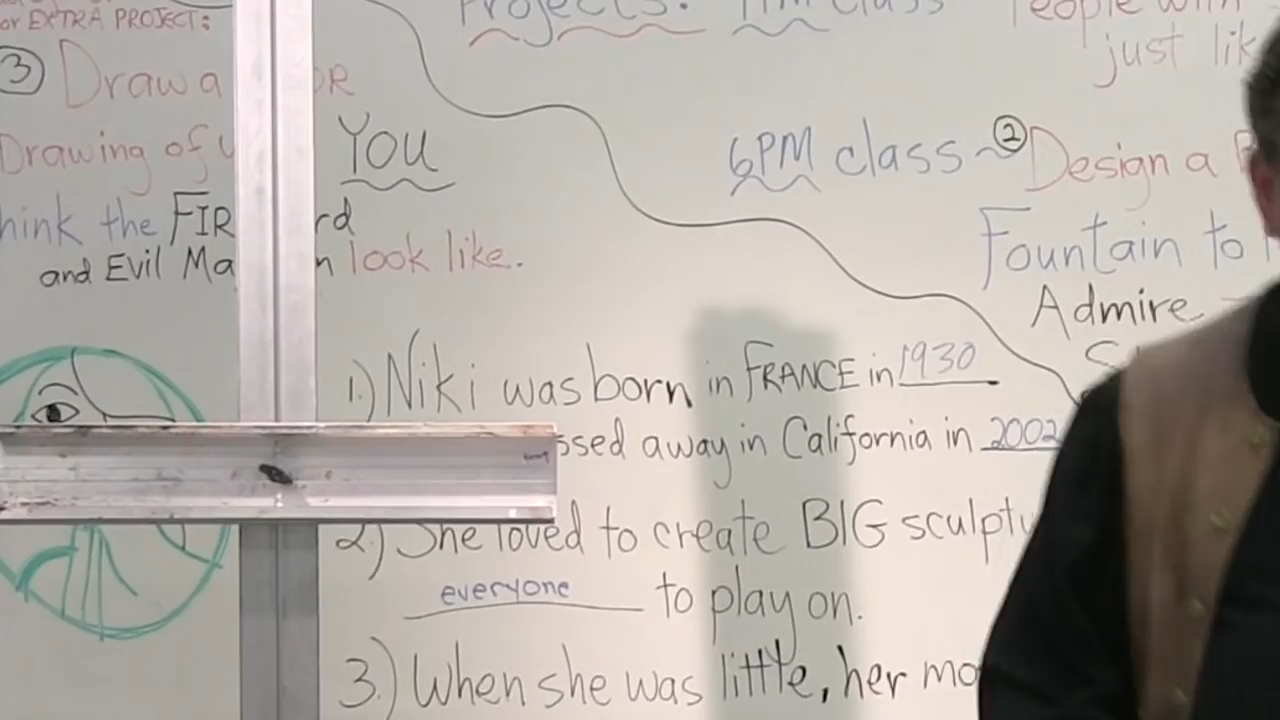 or EXTRA PROJECT:
③ Draw a OR
Drawing of YOU
think the FIR rd
and Evil Ma n look like.
Projects: class
People with
just lik
6PM class ~ ② Design a
Fountain to
Admire
1.) Niki was born in FRANCE in 1930
ssed away in California in 2002
2.) She loved to create BIG sculptu
everyone to play on.
3.) When she was little, her mo